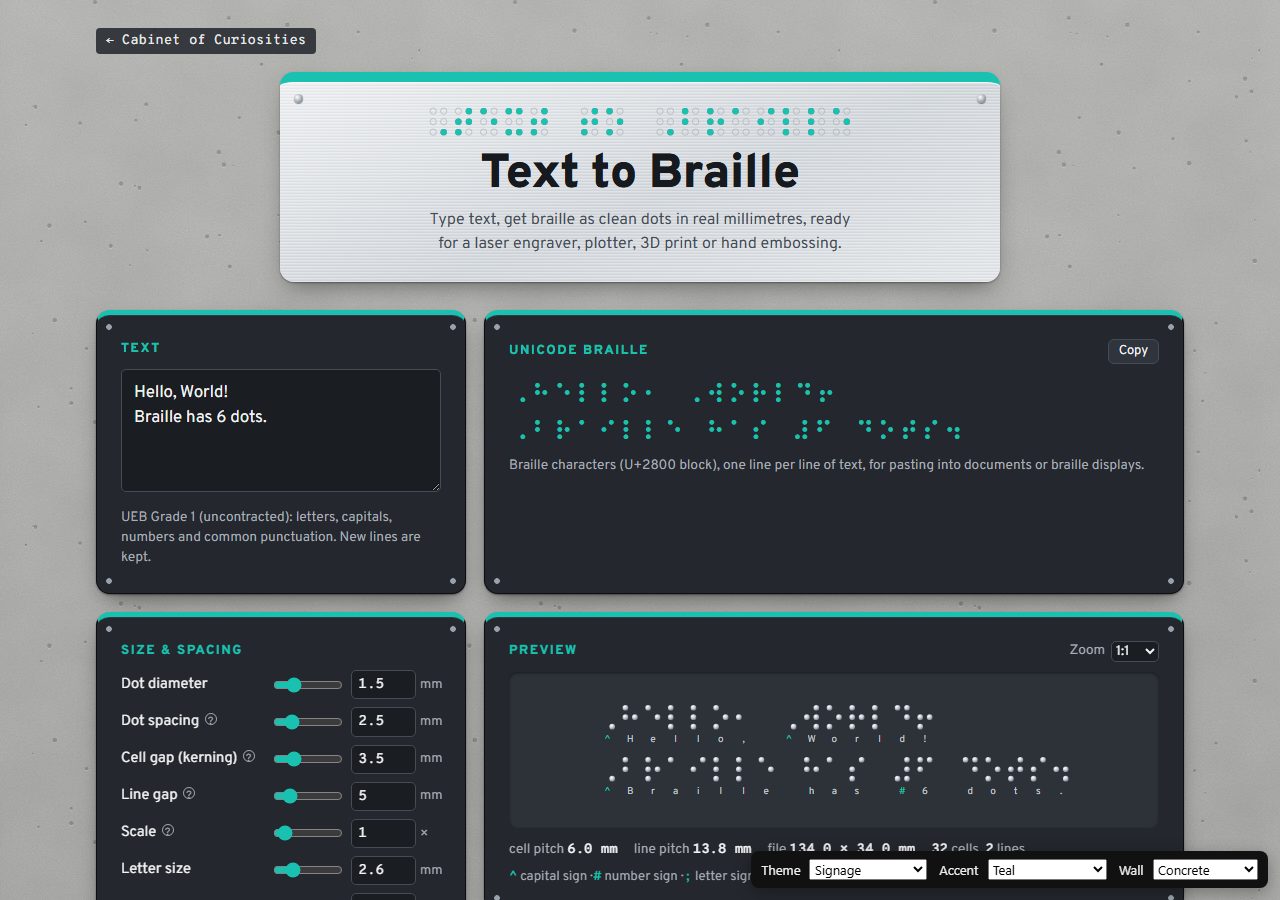 ← Cabinet of Curiosities
Text to Braille
Type text, get braille as clean dots in real millimetres, ready
for a laser engraver, plotter, 3D print or hand embossing.
TEXT
Hello, World!
Braille has 6 dots.
UEB Grade 1 (uncontracted): letters, capitals,
numbers and common punctuation. New lines are
kept.
UNICODE BRAILLE
Copy
⠠⠓⠑⠇⠇⠕⠂⠀⠠⠺⠕⠗⠇⠙⠖
⠠⠃⠗⠁⠊⠇⠇⠑⠀⠓⠁⠎⠀⠼⠋⠀⠙⠕⠞⠎⠲
Braille characters (U+2800 block), one line per line of text, for pasting into documents or braille displays.
SIZE & SPACING
Dot diameter 1.5 mm
Dot spacing ? 2.5 mm
Cell gap (kerning) ? 3.5 mm
Line gap ? 5 mm
Scale ? 1 ×
Letter size 2.6 mm
PREVIEW
Zoom 1:1
^ H e l l o , ^ W o r l d !
^ B r a i l l e h a s # 6 d o t s .
cell pitch 6.0 mm line pitch 13.8 mm file 134.0 × 34.0 mm 32 cells, 2 lines
^ capital sign · # number sign · ; letter sign
Theme Signage Accent Teal Wall Concrete